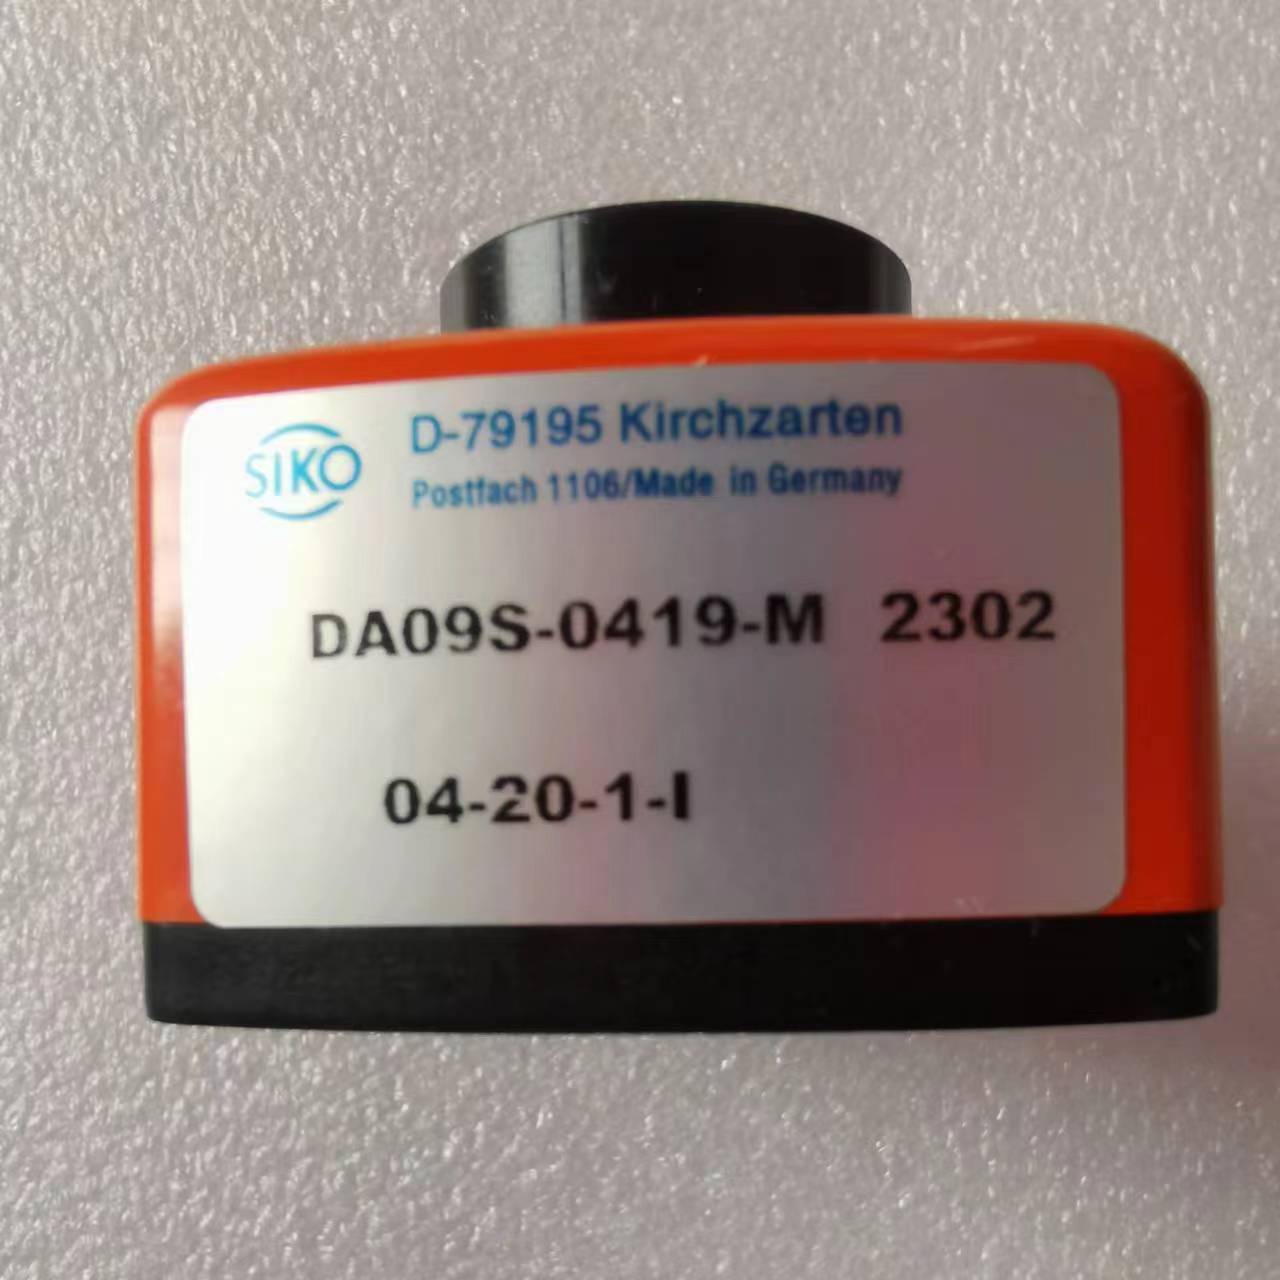 SIKO
D-79195 Kirchzarten
Postfach 1106/Made in Germany
DA09S-0419-M 2302
04-20-1-I